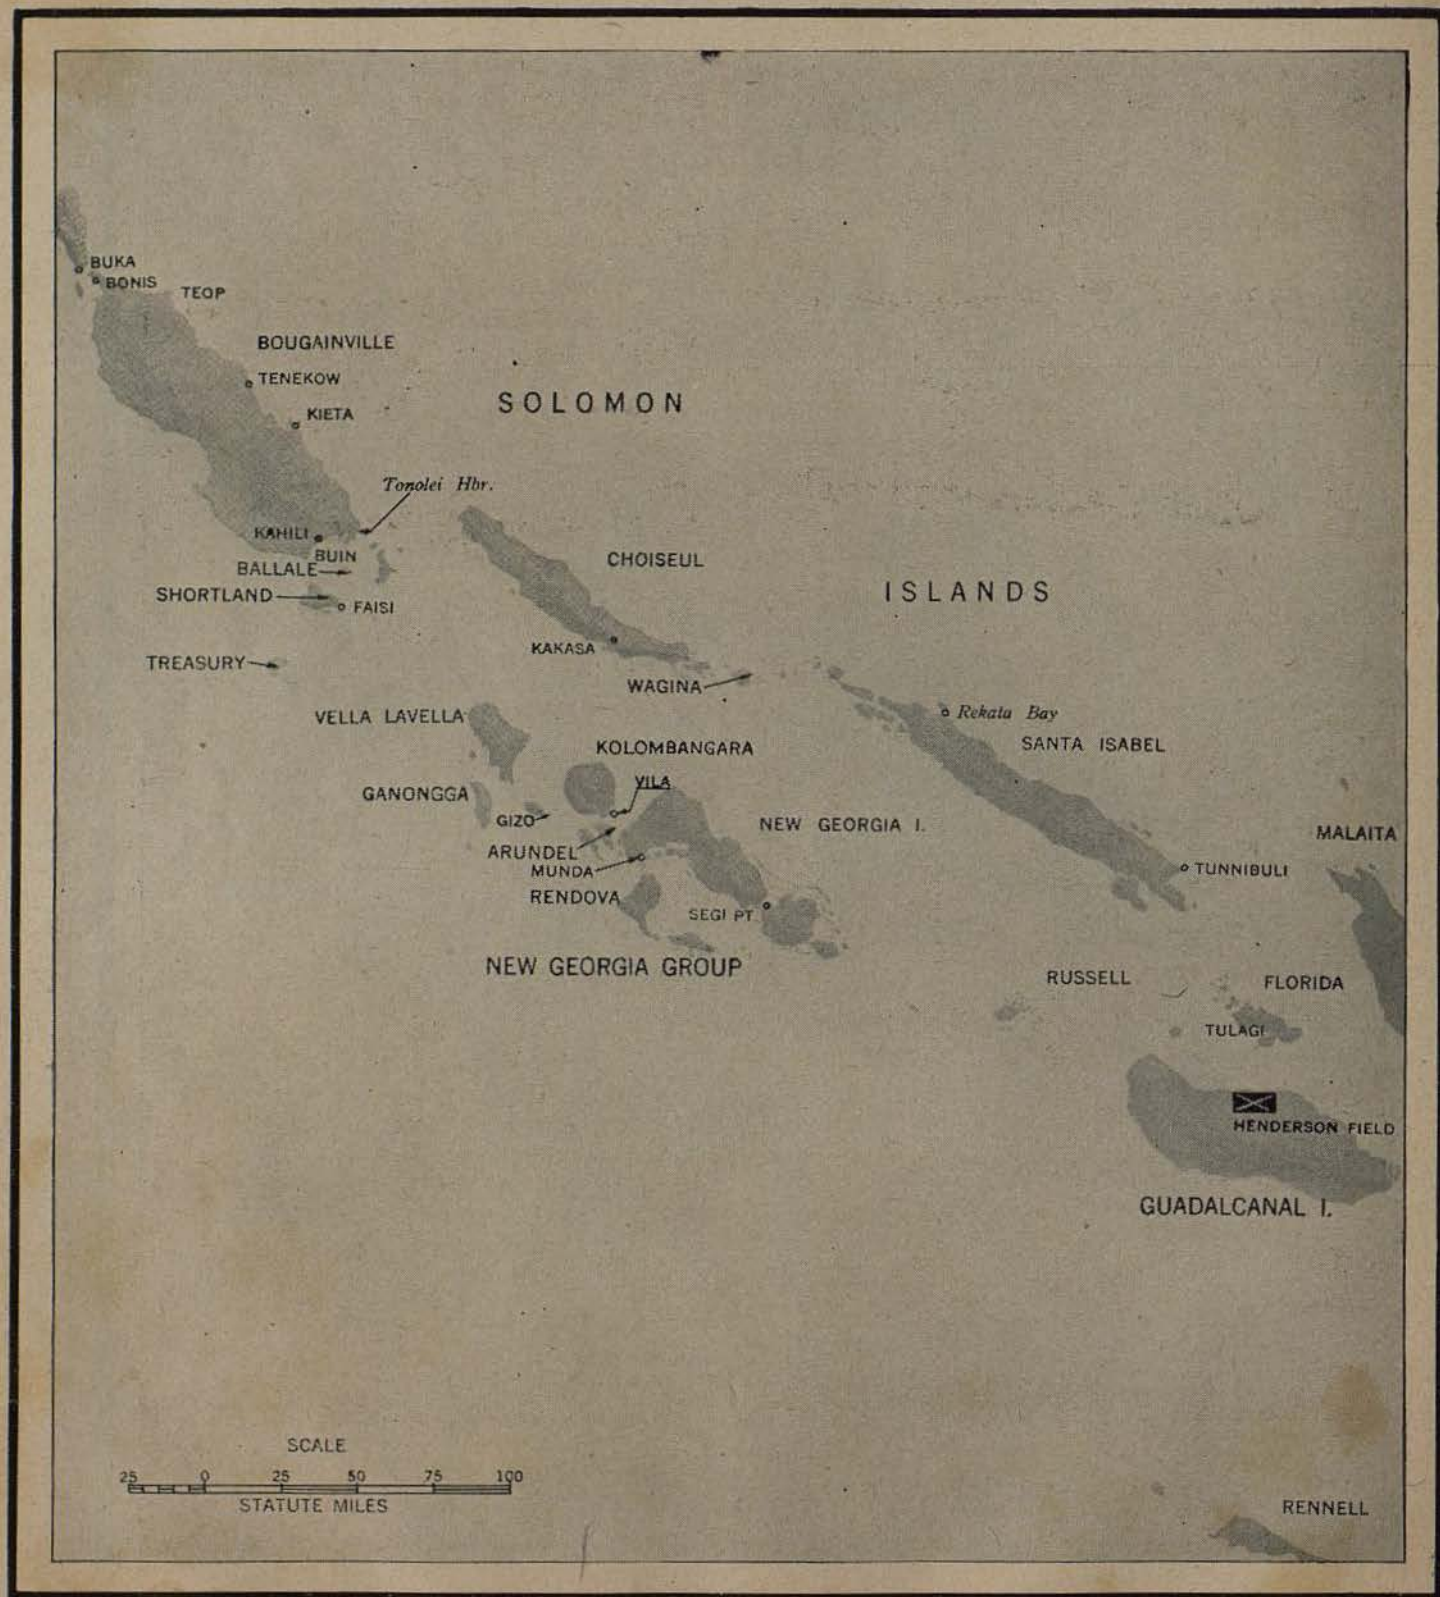 BUKA
BONIS
TEOP
BOUGAINVILLE
TENEKOW
KIETA
SOLOMON
Tonolei Hbr.
KAHILI
BUIN
BALLALE
CHOISEUL
SHORTLAND
FAISI
ISLANDS
KAKASA
TREASURY
WAGINA
VELLA LAVELLA
Rekata Bay
SANTA ISABEL
KOLOMBANGARA
VILA
GANONGGA
GIZO
NEW GEORGIA I.
MALAITA
ARUNDEL
MUNDA
TUNNIBULI
RENDOVA
SEGI PT
NEW GEORGIA GROUP
RUSSELL
FLORIDA
TULAGI
HENDERSON FIELD
GUADALCANAL I.
SCALE
25 0 25 50 75 100
STATUTE MILES
RENNELL